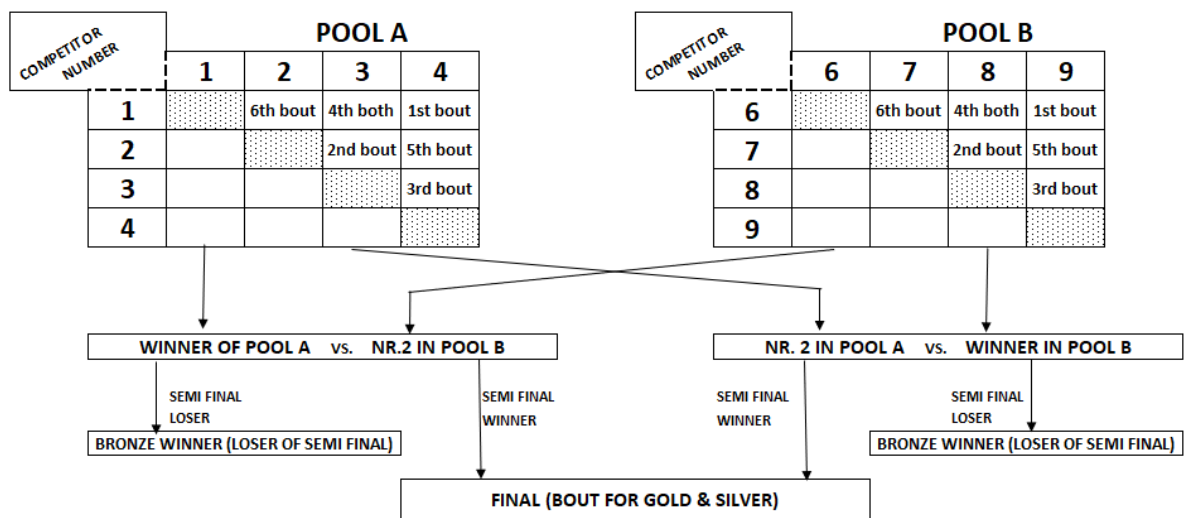 POOL A
POOL B
COMPETITOR
NUMBER
1 2 3 4
1 6th bout 4th both 1st bout
2 2nd bout 5th bout
3 3rd bout
4
COMPETITOR
NUMBER
6 7 8 9
6 6th bout 4th both 1st bout
7 2nd bout 5th bout
8 3rd bout
9
WINNER OF POOL A VS. NR.2 IN POOL B
NR. 2 IN POOL A VS. WINNER IN POOL B
SEMI FINAL
LOSER
SEMI FINAL
WINNER
SEMI FINAL
WINNER
SEMI FINAL
LOSER
BRONZE WINNER (LOSER OF SEMI FINAL)
BRONZE WINNER (LOSER OF SEMI FINAL)
FINAL (BOUT FOR GOLD & SILVER)